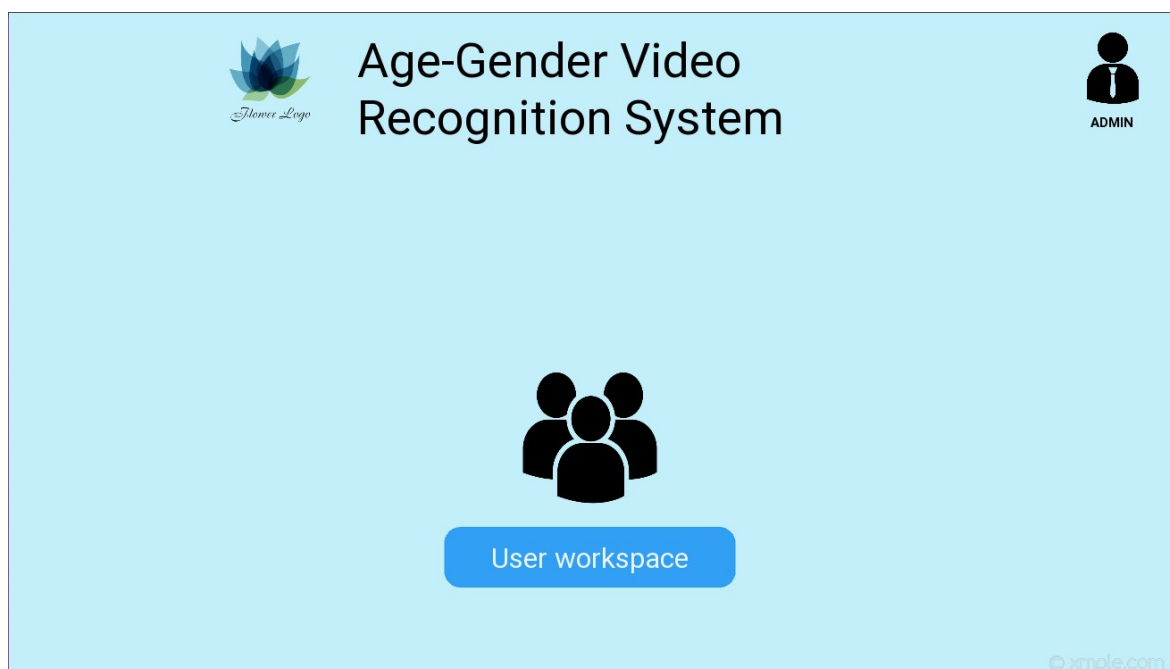 Age-Gender Video
Recognition System
Flower Logo
ADMIN
User workspace
© xmple.com